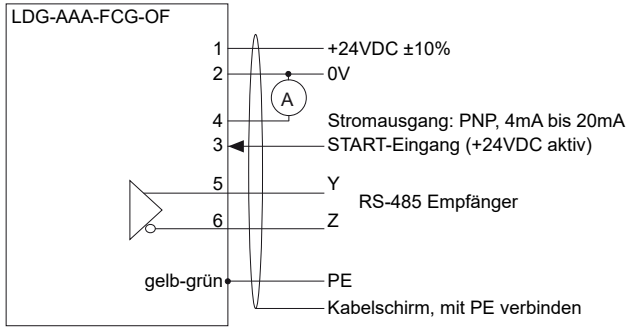 LDG-AAA-FCG-OF
1 +24VDC ±10%
2 0V
A
4 Stromausgang: PNP, 4mA bis 20mA
3 START-Eingang (+24VDC aktiv)
5 Y
RS-485 Empfänger
6 Z
gelb-grün PE
Kabelschirm, mit PE verbinden